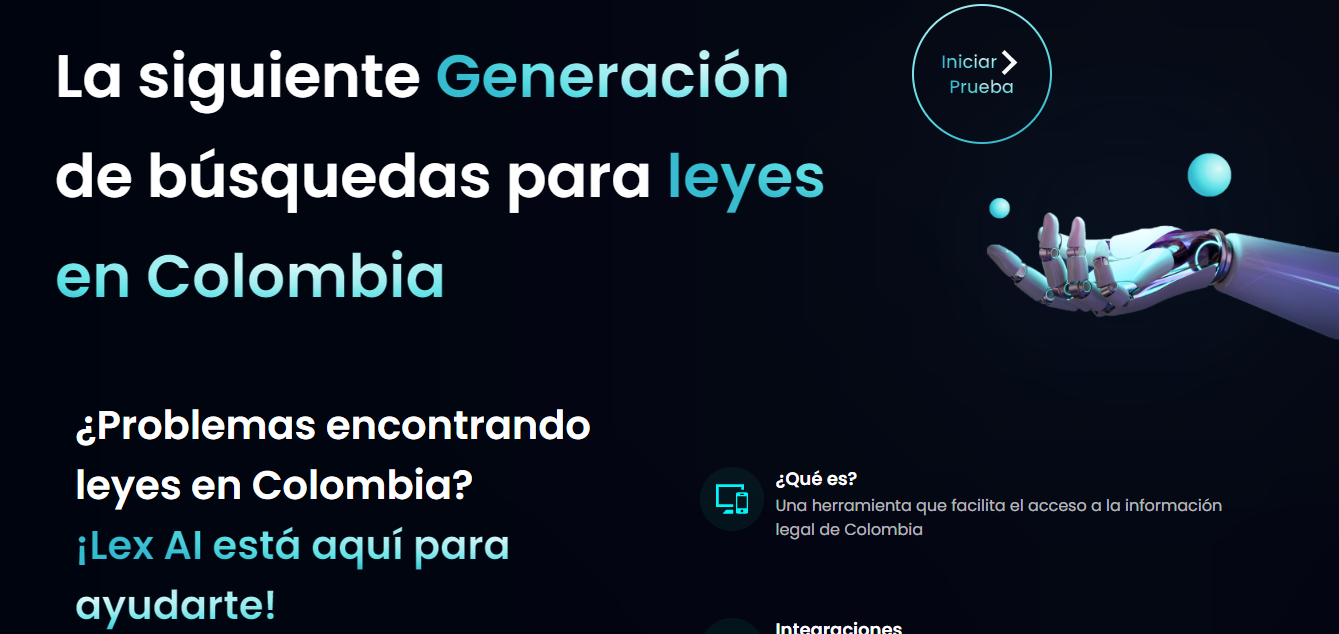 La siguiente Generación
de búsquedas para leyes
en Colombia
Iniciar
Prueba
¿Problemas encontrando
leyes en Colombia?
¡Lex AI está aquí para
ayudarte!
¿Qué es?
Una herramienta que facilita el acceso a la información
legal de Colombia
Integraciones